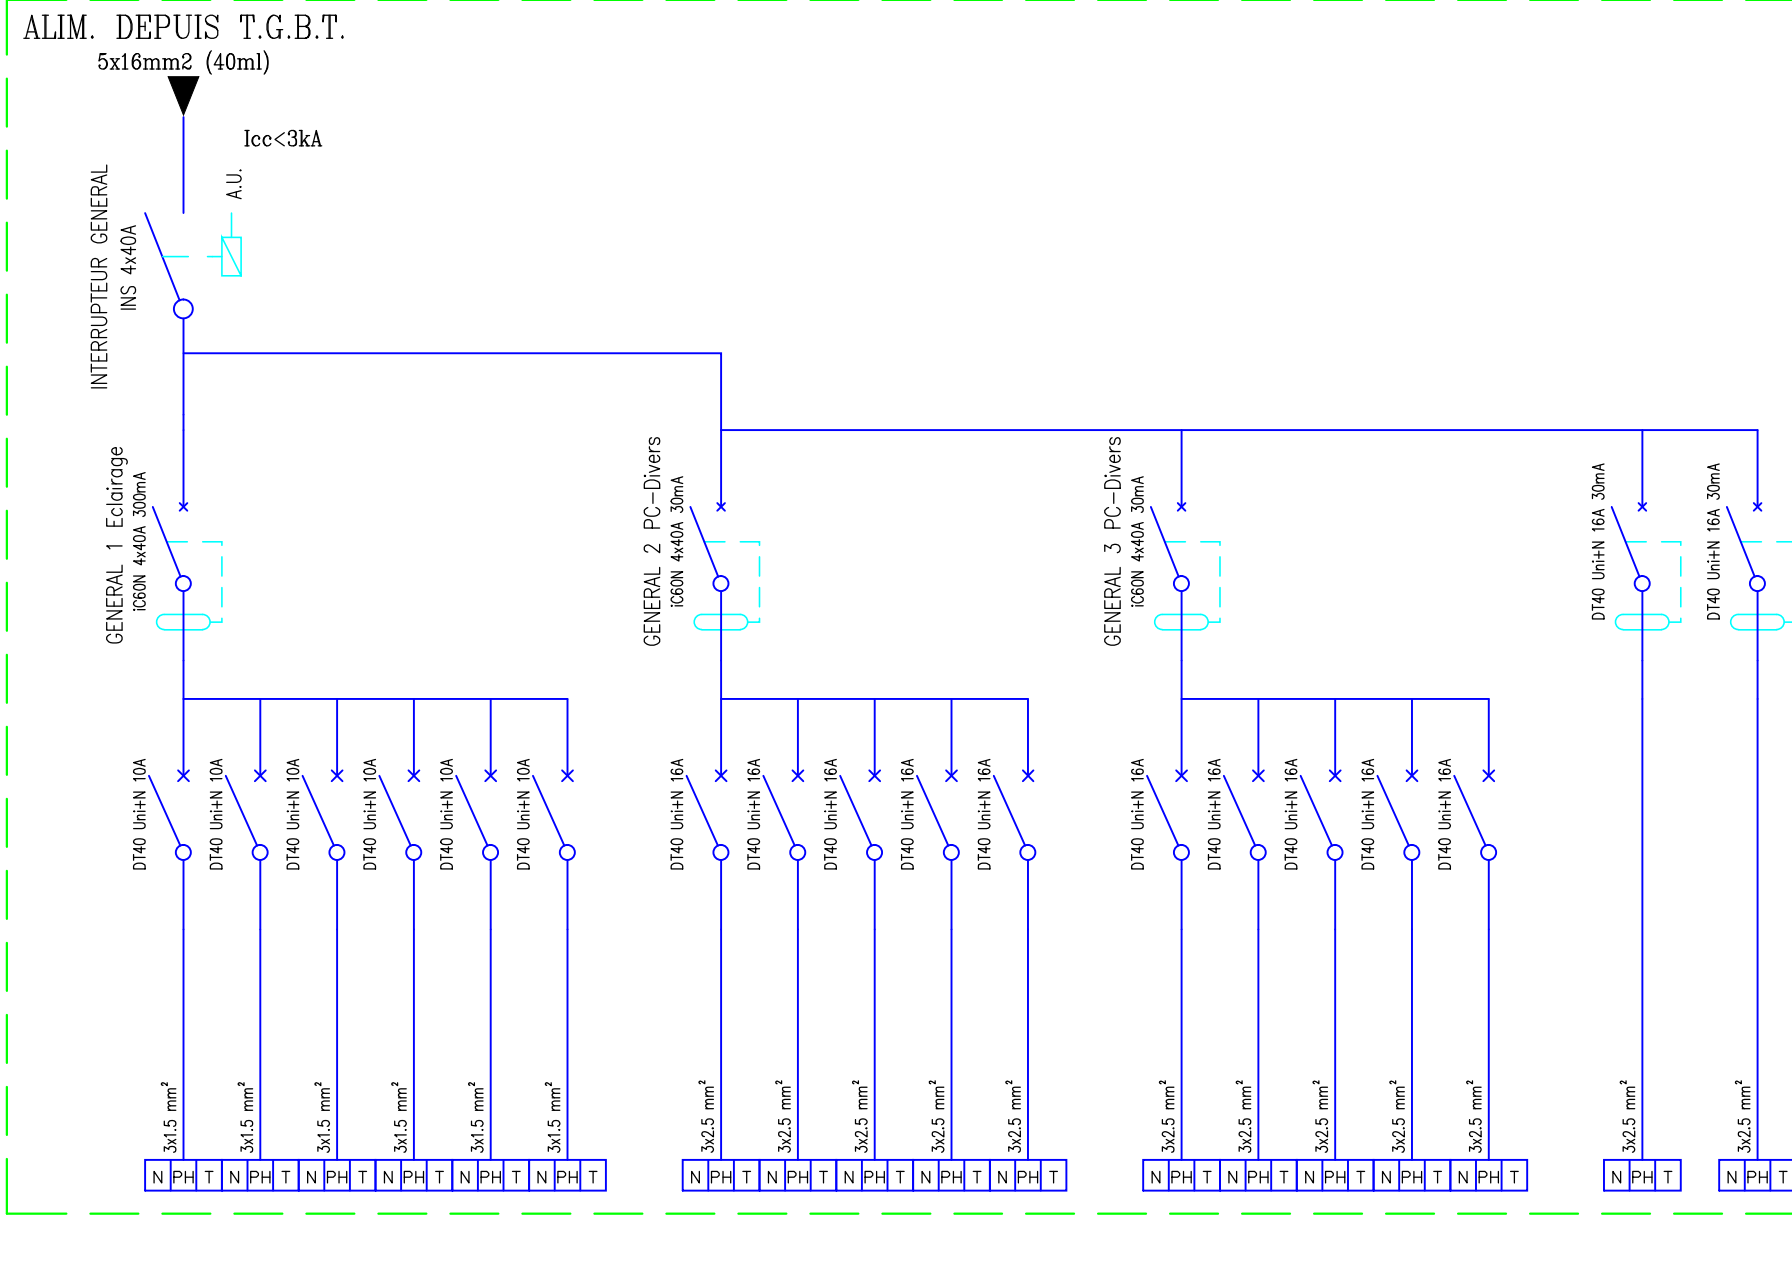 ALIM. DEPUIS T.G.B.T.
5x16mm2 (40ml)
Icc<3kA
A.U.
INTERRUPTEUR GENERAL
INS 4x40A
GENERAL 1 Eclairage
iC60N 4x40A 300mA
GENERAL 2 PC-Divers
iC60N 4x40A 30mA
GENERAL 3 PC-Divers
iC60N 4x40A 30mA
DT40 Uni+N 16A 30mA
DT40 Uni+N 16A 30mA
DT40 Uni+N 10A
DT40 Uni+N 10A
DT40 Uni+N 10A
DT40 Uni+N 10A
DT40 Uni+N 10A
DT40 Uni+N 10A
DT40 Uni+N 16A
DT40 Uni+N 16A
DT40 Uni+N 16A
DT40 Uni+N 16A
DT40 Uni+N 16A
DT40 Uni+N 16A
DT40 Uni+N 16A
DT40 Uni+N 16A
DT40 Uni+N 16A
DT40 Uni+N 16A
3x1.5 mm²
3x1.5 mm²
3x1.5 mm²
3x1.5 mm²
3x1.5 mm²
3x1.5 mm²
3x2.5 mm²
3x2.5 mm²
3x2.5 mm²
3x2.5 mm²
3x2.5 mm²
3x2.5 mm²
3x2.5 mm²
3x2.5 mm²
3x2.5 mm²
3x2.5 mm²
3x2.5 mm²
3x2.5 mm²
N PH T N PH T N PH T N PH T N PH T N PH T
N PH T N PH T N PH T N PH T N PH T
N PH T N PH T N PH T N PH T N PH T
N PH T
N PH T